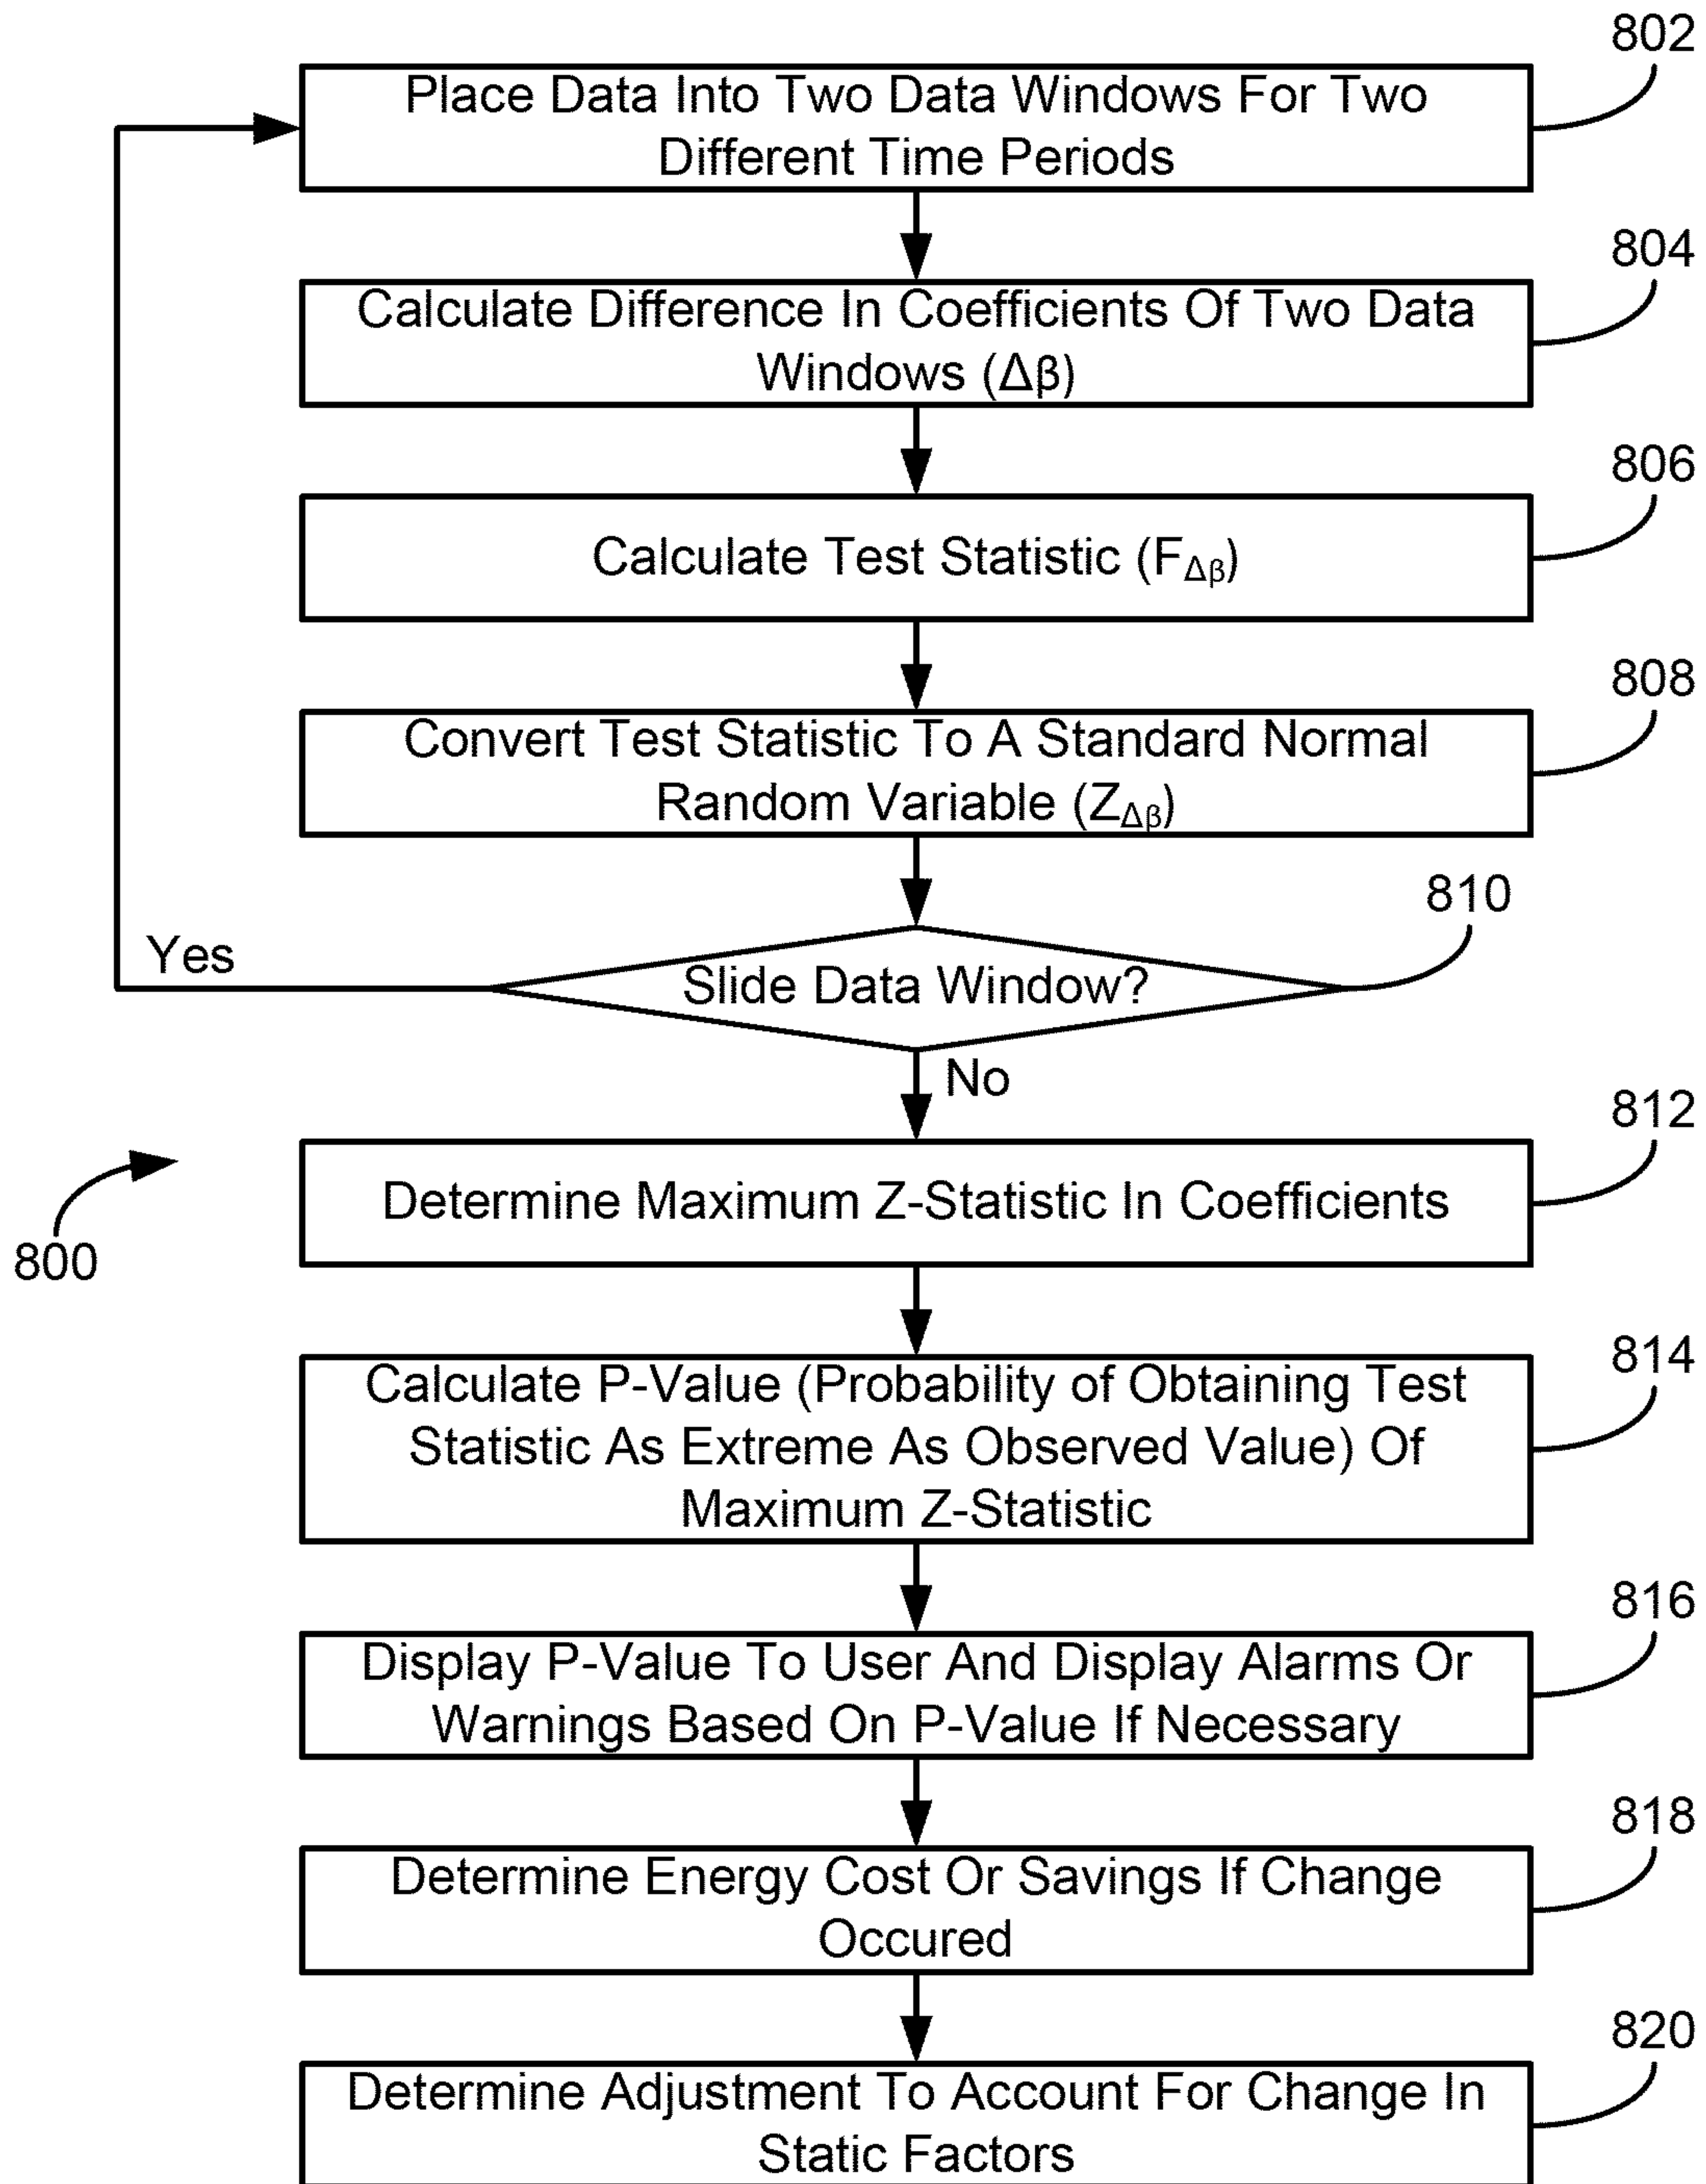 802
Place Data Into Two Data Windows For Two
Different Time Periods
804
Calculate Difference In Coefficients Of Two Data
Windows (Δβ)
806
Calculate Test Statistic (FΔβ)
808
Convert Test Statistic To A Standard Normal
Random Variable (ZΔβ)
810
Yes
Slide Data Window?
No
812
Determine Maximum Z-Statistic In Coefficients
800
814
Calculate P-Value (Probability of Obtaining Test
Statistic As Extreme As Observed Value) Of
Maximum Z-Statistic
816
Display P-Value To User And Display Alarms Or
Warnings Based On P-Value If Necessary
818
Determine Energy Cost Or Savings If Change
Occured
820
Determine Adjustment To Account For Change In
Static Factors